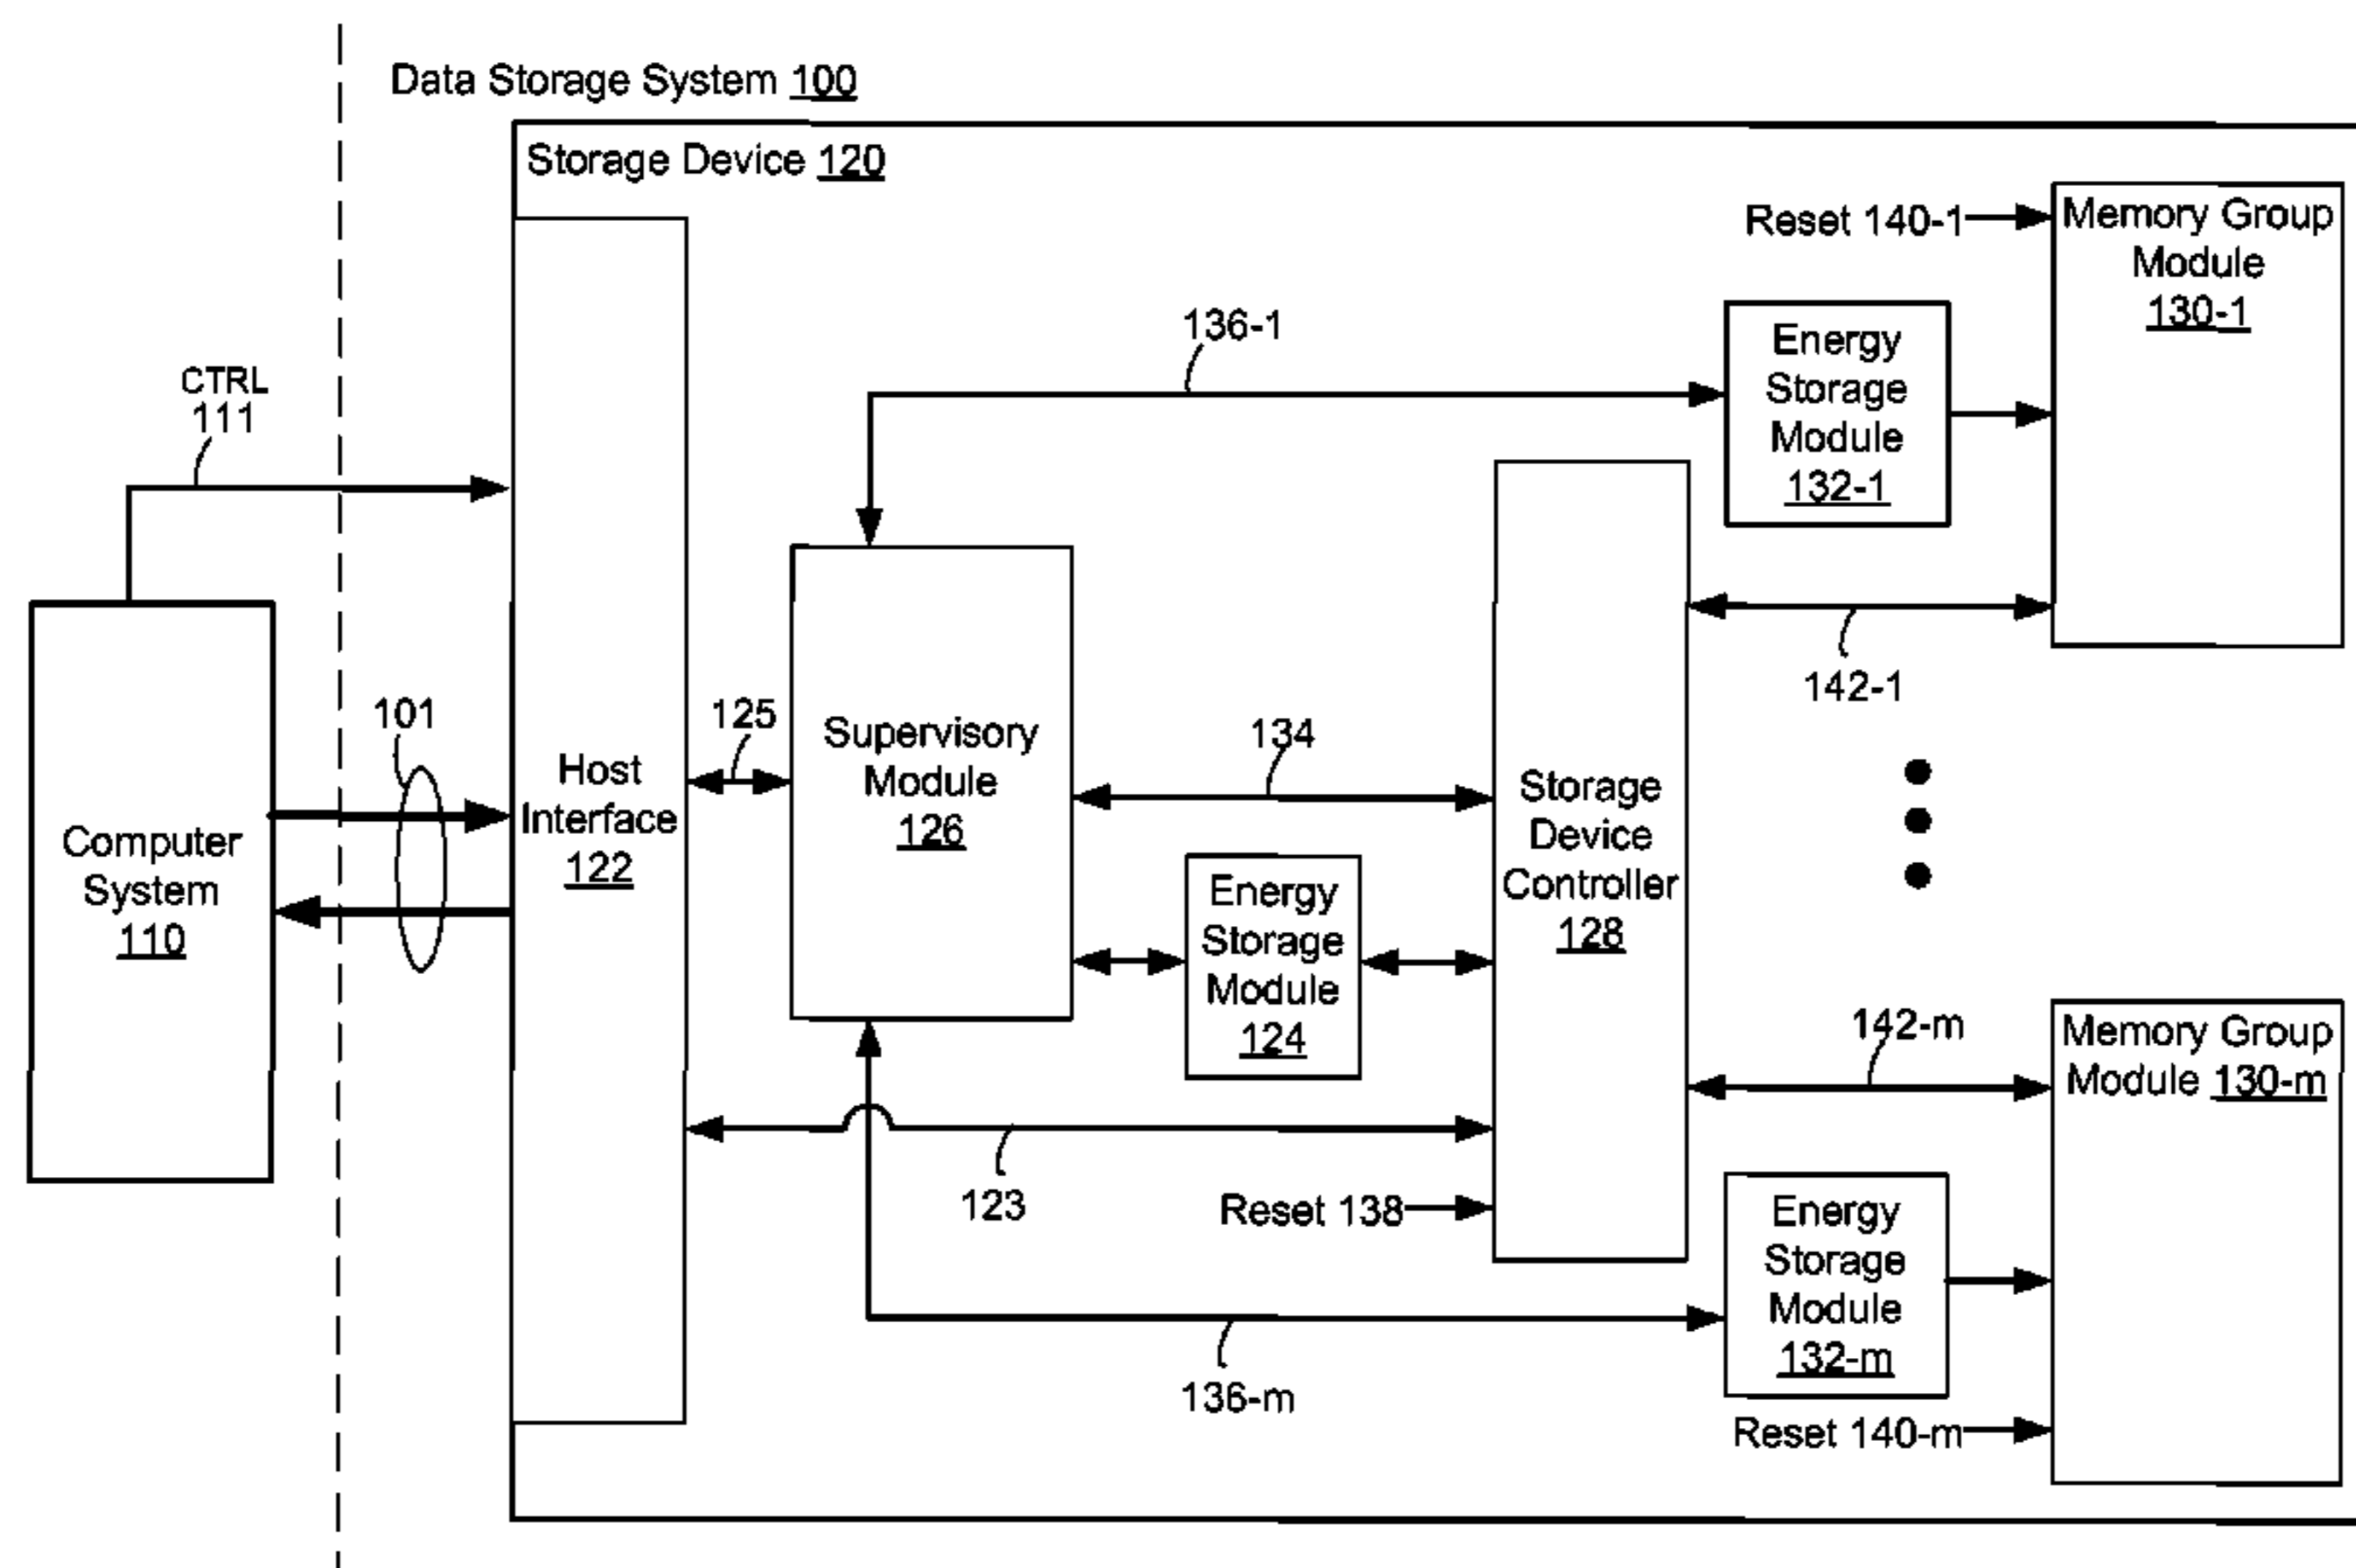 Data Storage System 100
Storage Device 120
Reset 140-1
Memory Group
Module
130-1
136-1
Energy
Storage
Module
132-1
CTRL
111
142-1
101
125
134
Host
Interface
122
Supervisory
Module
126
Storage
Device
Controller
128
Computer
System
110
Energy
Storage
Module
124
142-m
Memory Group
Module 130-m
123
Reset 138
Energy
Storage
Module
132-m
136-m
Reset 140-m